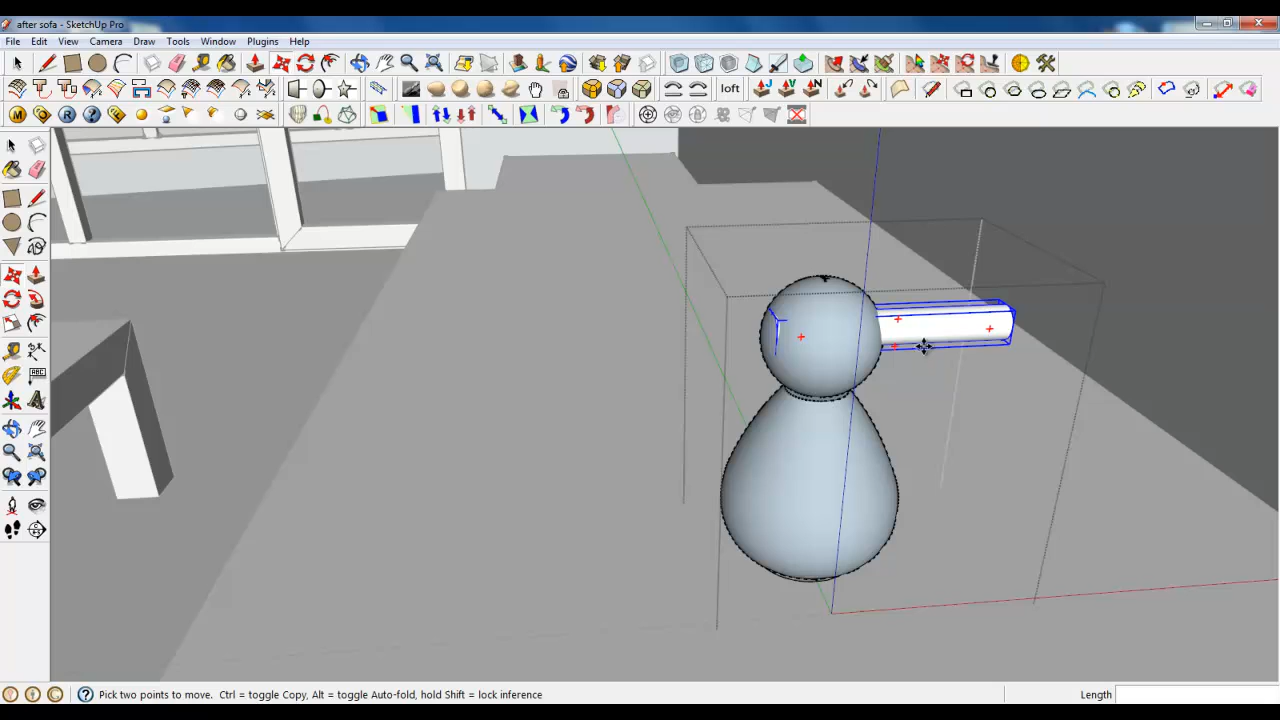 after sofa - SketchUp Pro
File Edit View Camera Draw Tools Window Plugins Help
loft
ABC
Pick two points to move. Ctrl = toggle Copy, Alt = toggle Auto-fold, hold Shift = lock inference
Length